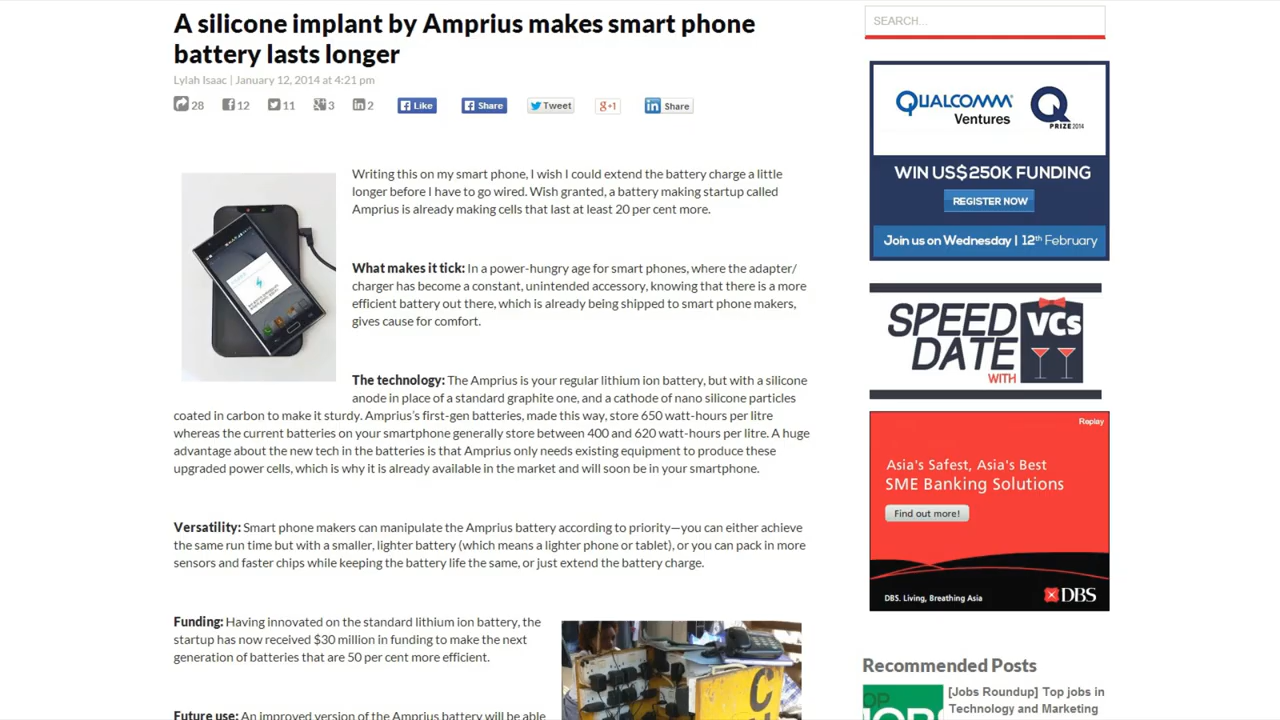 A silicone implant by Amprius makes smart phone
battery lasts longer
Lylah Isaac | January 12, 2014 at 4:21 pm
28 12 11 3 2 Like Share Tweet +1 Share
Writing this on my smart phone, I wish I could extend the battery charge a little
longer before I have to go wired. Wish granted, a battery making startup called
Amprius is already making cells that last at least 20 per cent more.
What makes it tick: In a power-hungry age for smart phones, where the adapter/
charger has become a constant, unintended accessory, knowing that there is a more
efficient battery out there, which is already being shipped to smart phone makers,
gives cause for comfort.
The technology: The Amprius is your regular lithium ion battery, but with a silicone
anode in place of a standard graphite one, and a cathode of nano silicone particles
coated in carbon to make it sturdy. Amprius's first-gen batteries, made this way, store 650 watt-hours per litre
whereas the current batteries on your smartphone generally store between 400 and 620 watt-hours per litre. A huge
advantage about the new tech in the batteries is that Amprius only needs existing equipment to produce these
upgraded power cells, which is why it is already available in the market and will soon be in your smartphone.
Versatility: Smart phone makers can manipulate the Amprius battery according to priority—you can either achieve
the same run time but with a smaller, lighter battery (which means a lighter phone or tablet), or you can pack in more
sensors and faster chips while keeping the battery life the same, or just extend the battery charge.
Funding: Having innovated on the standard lithium ion battery, the
startup has now received $30 million in funding to make the next
generation of batteries that are 50 per cent more efficient.
Future use: An improved version of the Amprius battery will be able
SEARCH...
QUALCOMM
Ventures
Q
PRIZE2014
WIN US$250K FUNDING
REGISTER NOW
Join us on Wednesday | 12th February
SPEED
DATE
WITH
VCs
Replay
Asia's Safest, Asia's Best
SME Banking Solutions
Find out more!
DBS. Living, Breathing Asia
DBS
Recommended Posts
[Jobs Roundup] Top jobs in
Technology and Marketing